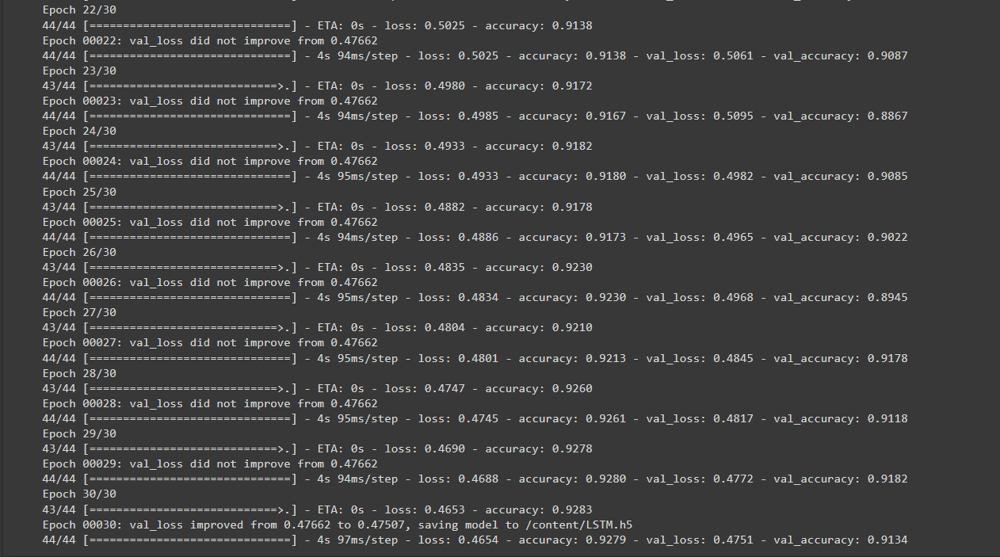 Epoch 22/30
44/44 [==============================] - ETA: 0s - loss: 0.5025 - accuracy: 0.9138
Epoch 00022: val_loss did not improve from 0.47662
44/44 [==============================] - 4s 94ms/step - loss: 0.5025 - accuracy: 0.9138 - val_loss: 0.5061 - val_accuracy: 0.9087
Epoch 23/30
43/44 [============================>.] - ETA: 0s - loss: 0.4980 - accuracy: 0.9172
Epoch 00023: val_loss did not improve from 0.47662
44/44 [==============================] - 4s 94ms/step - loss: 0.4985 - accuracy: 0.9167 - val_loss: 0.5095 - val_accuracy: 0.8867
Epoch 24/30
43/44 [============================>.] - ETA: 0s - loss: 0.4933 - accuracy: 0.9182
Epoch 00024: val_loss did not improve from 0.47662
44/44 [==============================] - 4s 95ms/step - loss: 0.4933 - accuracy: 0.9180 - val_loss: 0.4982 - val_accuracy: 0.9085
Epoch 25/30
43/44 [============================>.] - ETA: 0s - loss: 0.4882 - accuracy: 0.9178
Epoch 00025: val_loss did not improve from 0.47662
44/44 [==============================] - 4s 94ms/step - loss: 0.4886 - accuracy: 0.9173 - val_loss: 0.4965 - val_accuracy: 0.9022
Epoch 26/30
43/44 [============================>.] - ETA: 0s - loss: 0.4835 - accuracy: 0.9230
Epoch 00026: val_loss did not improve from 0.47662
44/44 [==============================] - 4s 95ms/step - loss: 0.4834 - accuracy: 0.9230 - val_loss: 0.4968 - val_accuracy: 0.8945
Epoch 27/30
43/44 [============================>.] - ETA: 0s - loss: 0.4804 - accuracy: 0.9210
Epoch 00027: val_loss did not improve from 0.47662
44/44 [==============================] - 4s 95ms/step - loss: 0.4801 - accuracy: 0.9213 - val_loss: 0.4845 - val_accuracy: 0.9178
Epoch 28/30
43/44 [============================>.] - ETA: 0s - loss: 0.4747 - accuracy: 0.9260
Epoch 00028: val_loss did not improve from 0.47662
44/44 [==============================] - 4s 95ms/step - loss: 0.4745 - accuracy: 0.9261 - val_loss: 0.4817 - val_accuracy: 0.9118
Epoch 29/30
43/44 [============================>.] - ETA: 0s - loss: 0.4690 - accuracy: 0.9278
Epoch 00029: val_loss did not improve from 0.47662
44/44 [==============================] - 4s 94ms/step - loss: 0.4688 - accuracy: 0.9280 - val_loss: 0.4772 - val_accuracy: 0.9182
Epoch 30/30
43/44 [============================>.] - ETA: 0s - loss: 0.4653 - accuracy: 0.9283
Epoch 00030: val_loss improved from 0.47662 to 0.47507, saving model to /content/LSTM.h5
44/44 [==============================] - 4s 97ms/step - loss: 0.4654 - accuracy: 0.9279 - val_loss: 0.4751 - val_accuracy: 0.9134